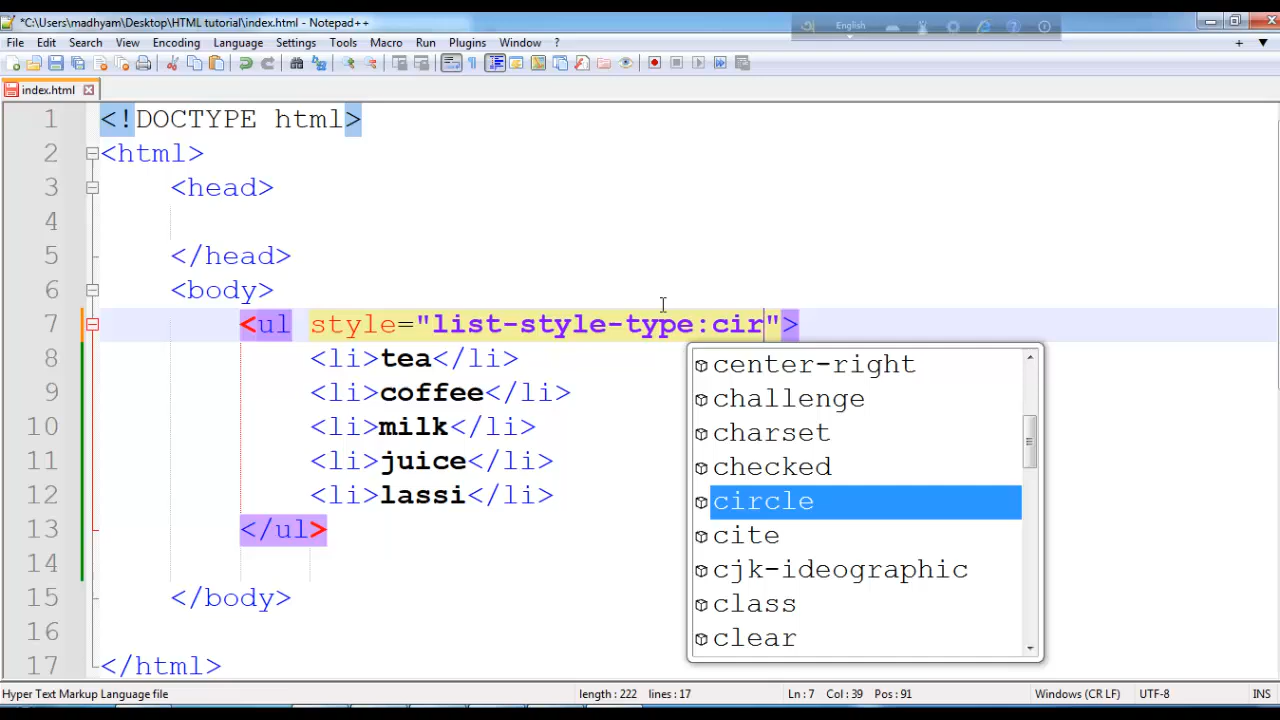 *C:\Users\madhyam\Desktop\HTML tutorial\index.html - Notepad++
English
File Edit Search View Encoding Language Settings Tools Macro Run Plugins Window ?
+ ▼ X
index.html
1 <!DOCTYPE html>
2 <html>
3 <head>
4
5 </head>
6 <body>
7 <ul style="list-style-type:cir">
8 <li>tea</li>
9 <li>coffee</li>
10 <li>milk</li>
11 <li>juice</li>
12 <li>lassi</li>
13 </ul>
14
15 </body>
16
17 </html>
center-right
challenge
charset
checked
circle
cite
cjk-ideographic
class
clear
Hyper Text Markup Language file length : 222 lines : 17 Ln : 7 Col : 39 Pos : 91 Windows (CR LF) UTF-8 INS